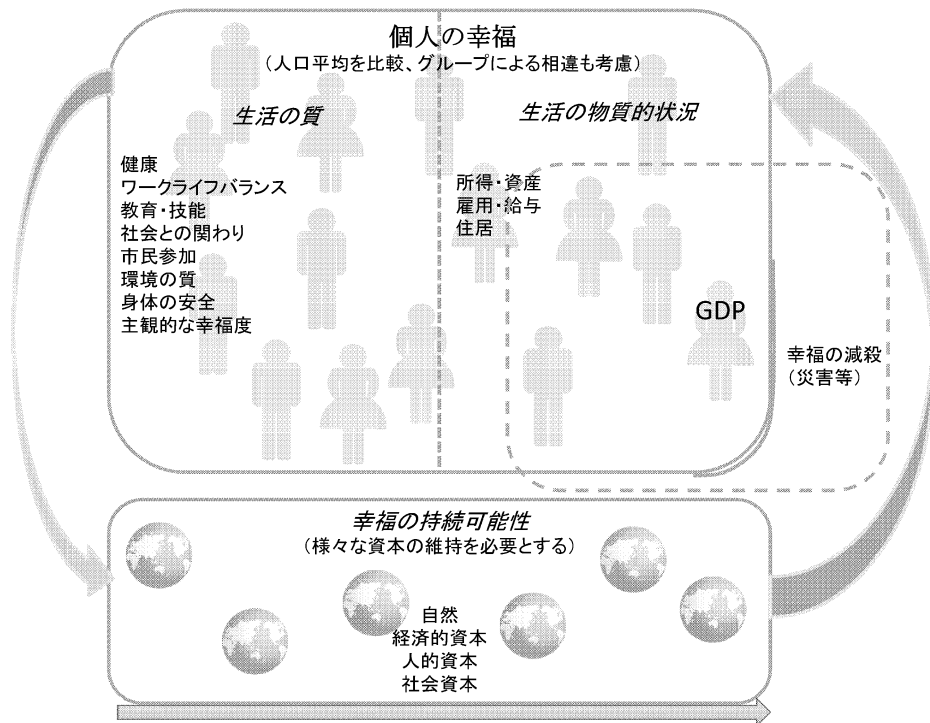 個人の幸福
（人口平均を比較、グループによる相違も考慮）
生活の質
健康
ワークライフバランス
教育・技能
社会との関わり
市民参加
環境の質
身体の安全
主観的な幸福度
生活の物質的状況
所得・資産
雇用・給与
住居
GDP
幸福の減殺
（災害等）
幸福の持続可能性
（様々な資本の維持を必要とする）
自然
経済的資本
人的資本
社会資本